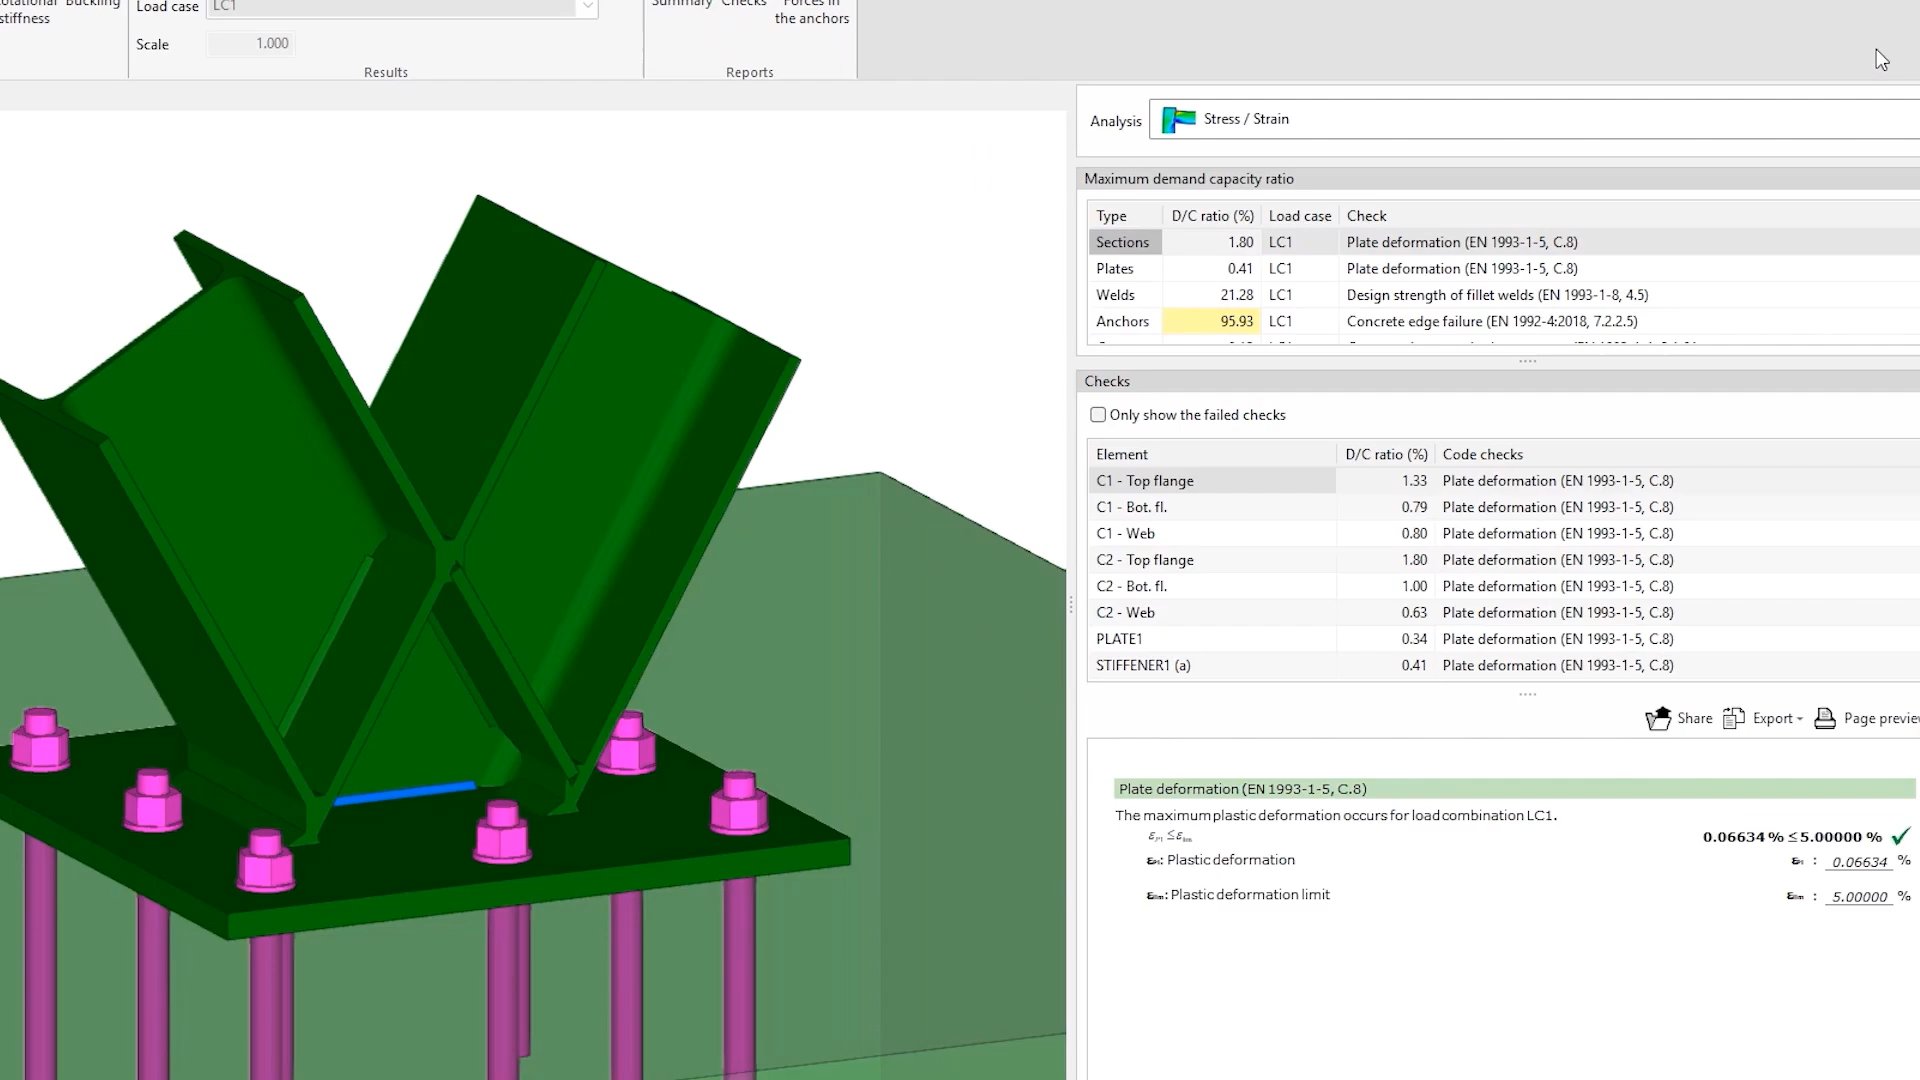 Buckling
stiffness
Load case LC1
Scale 1.000
Results
Summary Checks Forces in
the anchors
Reports
Analysis Stress / Strain
Maximum demand capacity ratio
Type D/C ratio (%) Load case Check
Sections 1.80 LC1 Plate deformation (EN 1993-1-5, C.8)
Plates 0.41 LC1 Plate deformation (EN 1993-1-5, C.8)
Welds 21.28 LC1 Design strength of fillet welds (EN 1993-1-8, 4.5)
Anchors 95.93 LC1 Concrete edge failure (EN 1992-4:2018, 7.2.2.5)
Checks
Only show the failed checks
Element D/C ratio (%) Code checks
C1 - Top flange 1.33 Plate deformation (EN 1993-1-5, C.8)
C1 - Bot. fl. 0.79 Plate deformation (EN 1993-1-5, C.8)
C1 - Web 0.80 Plate deformation (EN 1993-1-5, C.8)
C2 - Top flange 1.80 Plate deformation (EN 1993-1-5, C.8)
C2 - Bot. fl. 1.00 Plate deformation (EN 1993-1-5, C.8)
C2 - Web 0.63 Plate deformation (EN 1993-1-5, C.8)
PLATE1 0.34 Plate deformation (EN 1993-1-5, C.8)
STIFFENER1 (a) 0.41 Plate deformation (EN 1993-1-5, C.8)
Share Export Page preview
Plate deformation (EN 1993-1-5, C.8)
The maximum plastic deformation occurs for load combination LC1.
0.06634 % ≤ 5.00000 %
: Plastic deformation : 0.06634 %
εlim: Plastic deformation limit εlim : 5.00000 %